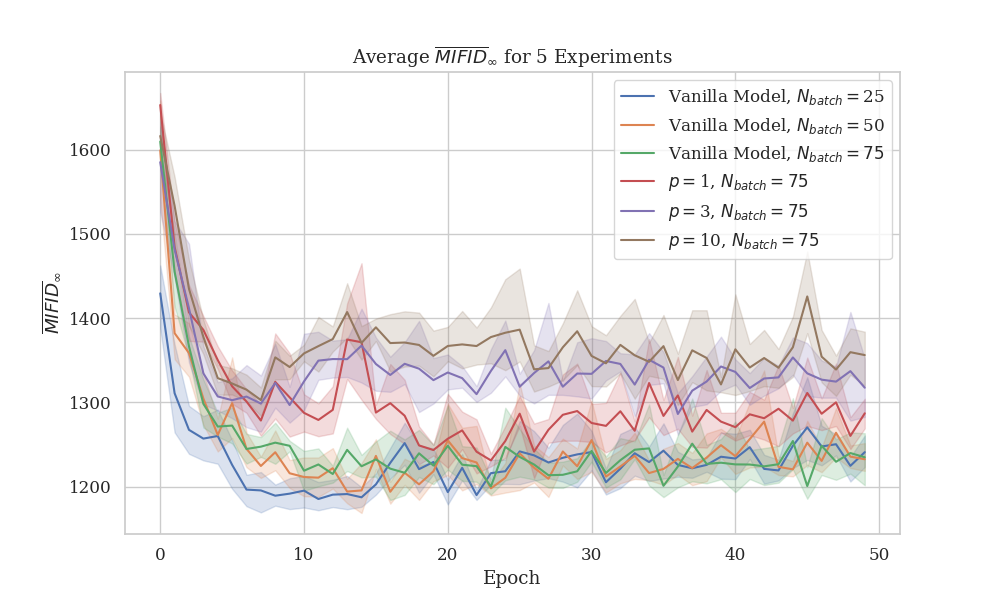 Average $\overline{MIFID}_\infty$ for 5 Experiments
Vanilla Model, $N_{batch} = 25$
Vanilla Model, $N_{batch} = 50$
Vanilla Model, $N_{batch} = 75$
$p = 1$, $N_{batch} = 75$
$p = 3$, $N_{batch} = 75$
$p = 10$, $N_{batch} = 75$
$\overline{MIFID}_\infty$
1600
1500
1400
1300
1200
0 10 20 30 40 50
Epoch